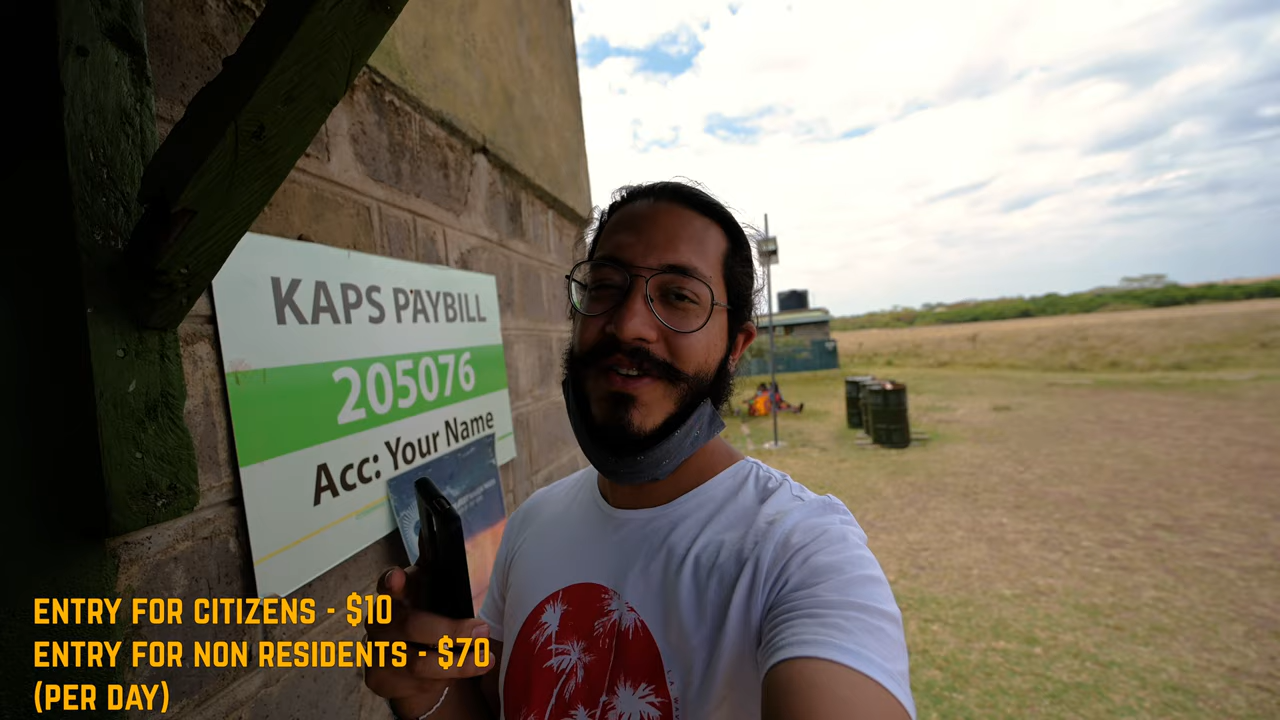 KAPS PAYBILL
205076
Acc: Your Name
ENTRY FOR CITIZENS - $10
ENTRY FOR NON RESIDENTS - $70
(PER DAY)